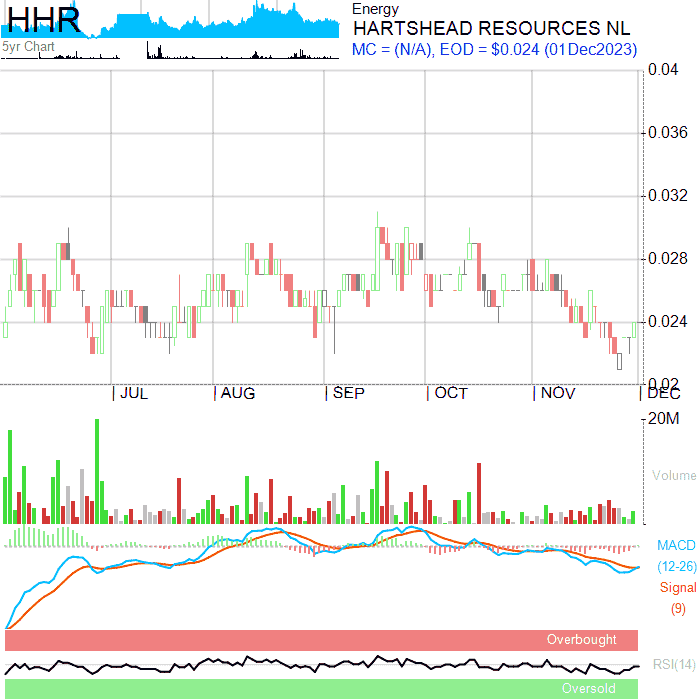 HHR
5yr Chart
Energy
HARTSHEAD RESOURCES NL
MC = (N/A), EOD = $0.024 (01Dec2023)
0.04
0.036
0.032
0.028
0.024
0.02
| JUL | AUG | SEP | OCT | NOV | DEC
20M
Volume
MACD
(12-26)
Signal
(9)
Overbought
RSI(14)
Oversold